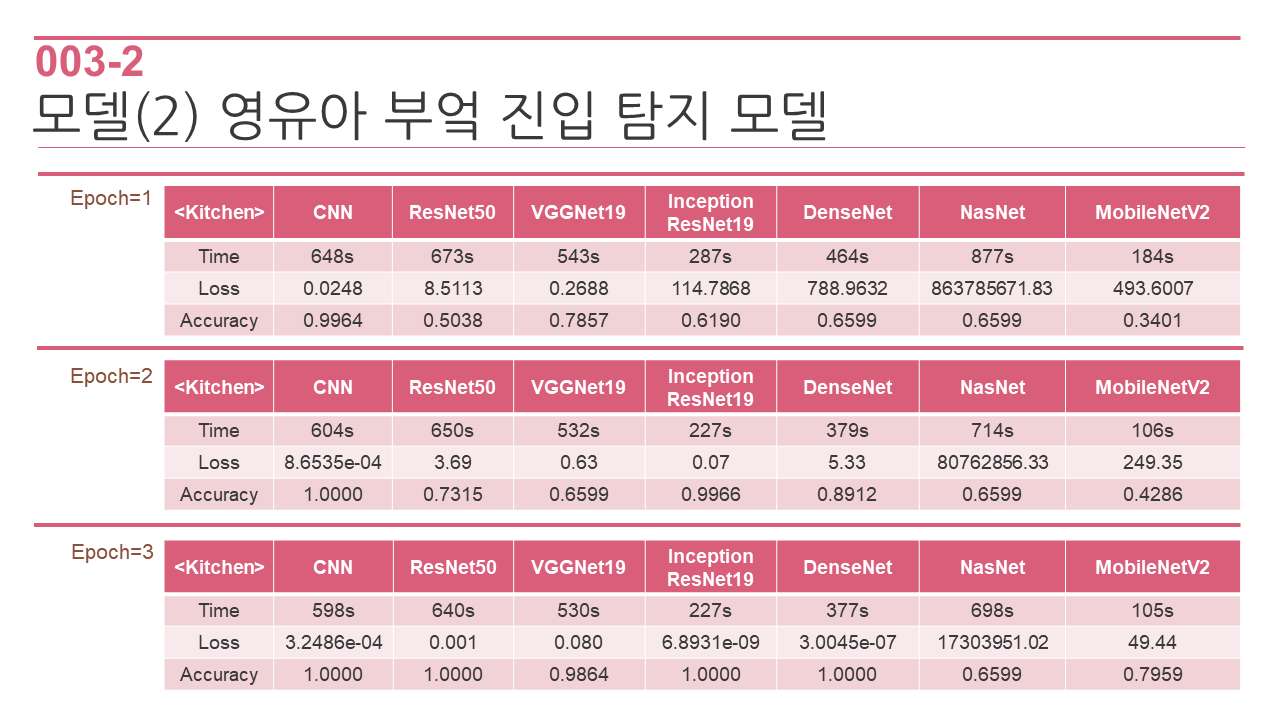 003-2
모델(2) 영유아 부엌 진입 탐지 모델
Epoch=1
<Kitchen> CNN ResNet50 VGGNet19 Inception ResNet19 DenseNet NasNet MobileNetV2
Time 648s 673s 543s 287s 464s 877s 184s
Loss 0.0248 8.5113 0.2688 114.7868 788.9632 863785671.83 493.6007
Accuracy 0.9964 0.5038 0.7857 0.6190 0.6599 0.6599 0.3401
Epoch=2
<Kitchen> CNN ResNet50 VGGNet19 Inception ResNet19 DenseNet NasNet MobileNetV2
Time 604s 650s 532s 227s 379s 714s 106s
Loss 8.6535e-04 3.69 0.63 0.07 5.33 80762856.33 249.35
Accuracy 1.0000 0.7315 0.6599 0.9966 0.8912 0.6599 0.4286
Epoch=3
<Kitchen> CNN ResNet50 VGGNet19 Inception ResNet19 DenseNet NasNet MobileNetV2
Time 598s 640s 530s 227s 377s 698s 105s
Loss 3.2486e-04 0.001 0.080 6.8931e-09 3.0045e-07 17303951.02 49.44
Accuracy 1.0000 1.0000 0.9864 1.0000 1.0000 0.6599 0.7959